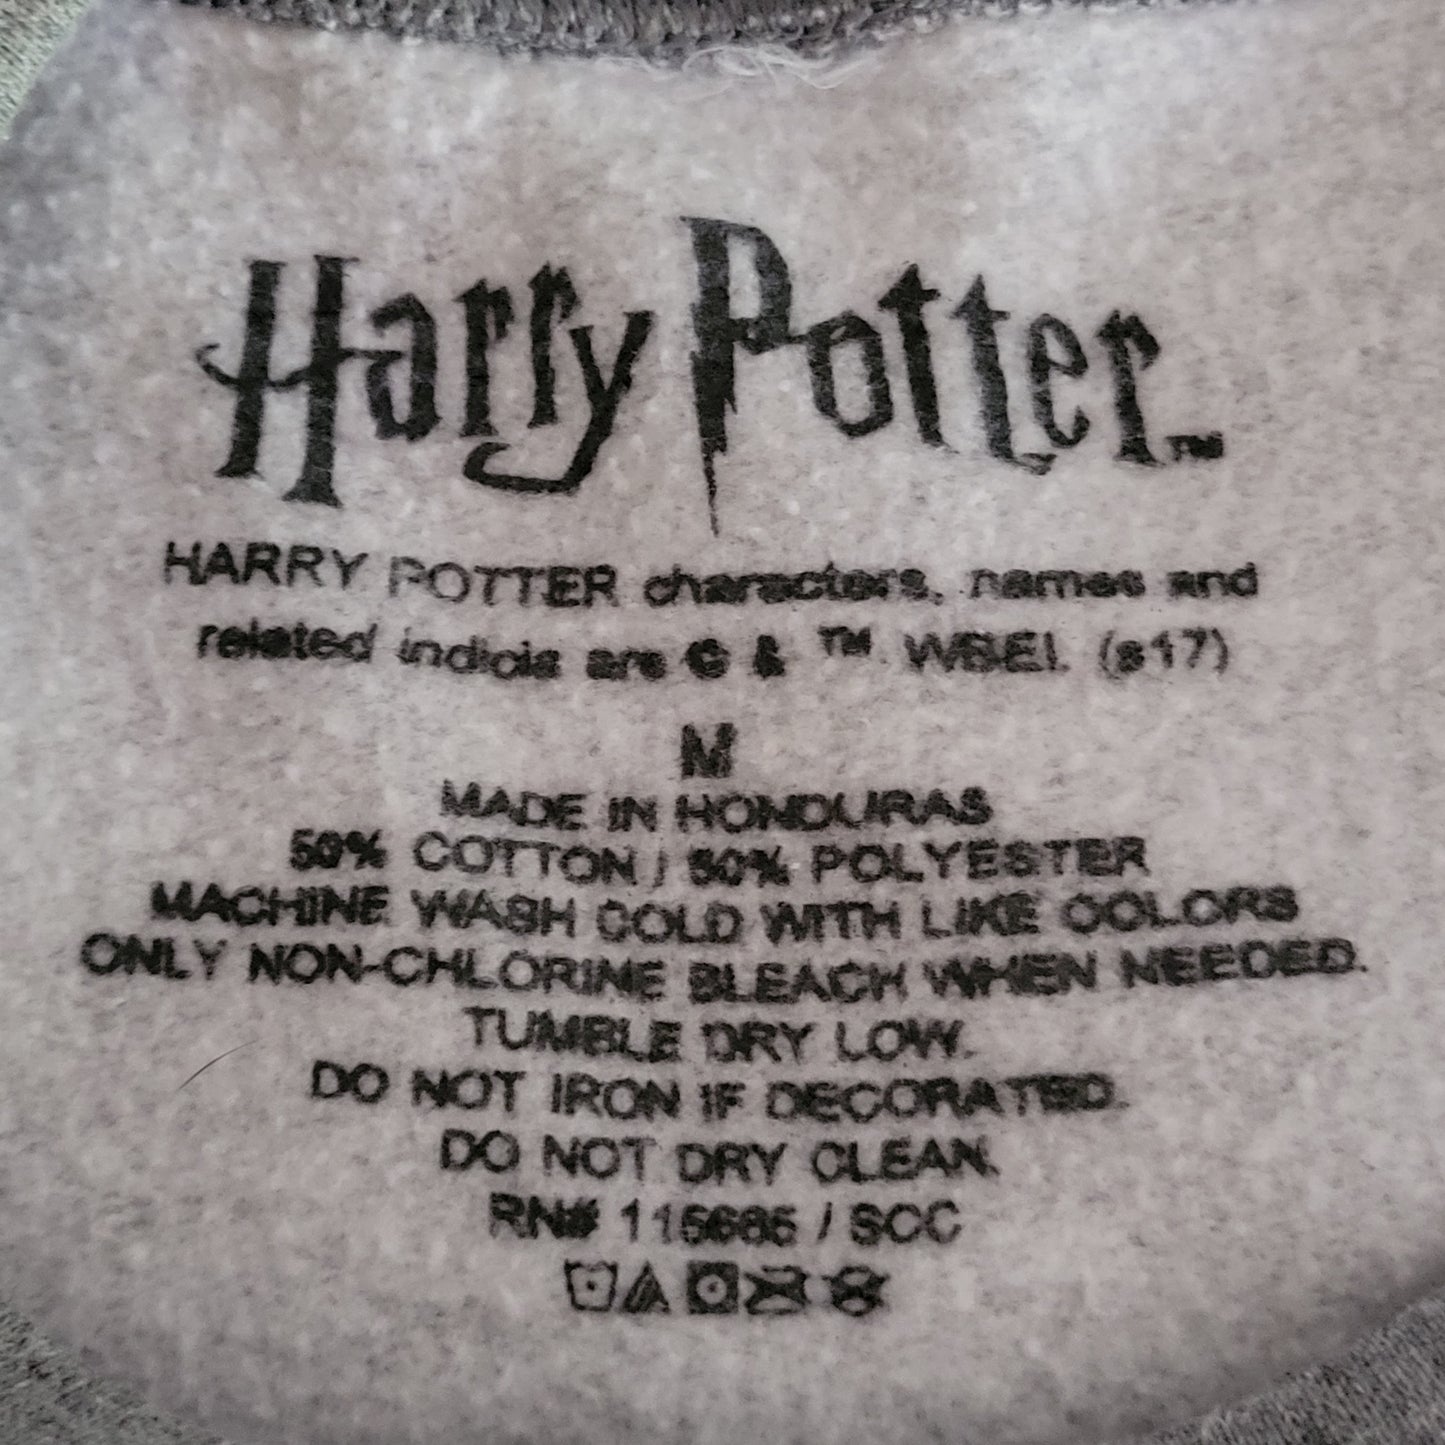 Harry Potter™
HARRY POTTER characters, names and
related indicia are © & ™ WBEI. (s17)
M
MADE IN HONDURAS
50% COTTON / 50% POLYESTER
MACHINE WASH COLD WITH LIKE COLORS
ONLY NON-CHLORINE BLEACH WHEN NEEDED.
TUMBLE DRY LOW.
DO NOT IRON IF DECORATED.
DO NOT DRY CLEAN.
RN# / SCC